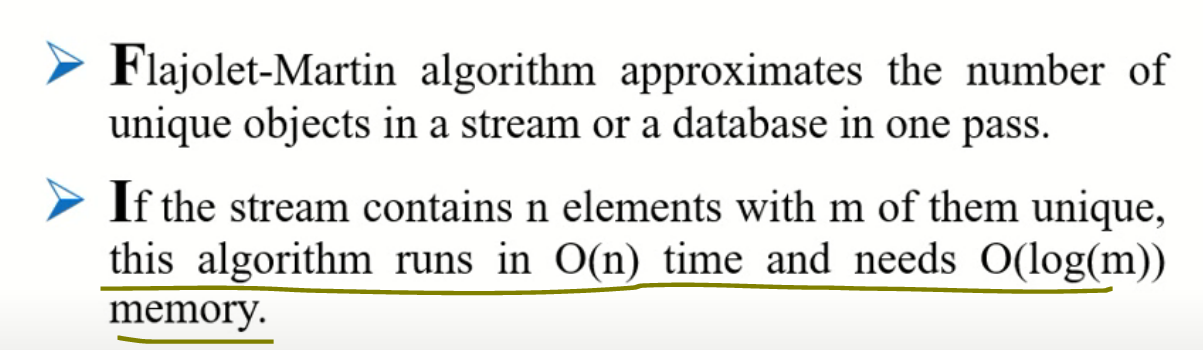 Flajolet-Martin algorithm approximates the number of
unique objects in a stream or a database in one pass.
If the stream contains n elements with m of them unique,
this algorithm runs in O(n) time and needs O(log(m))
memory.